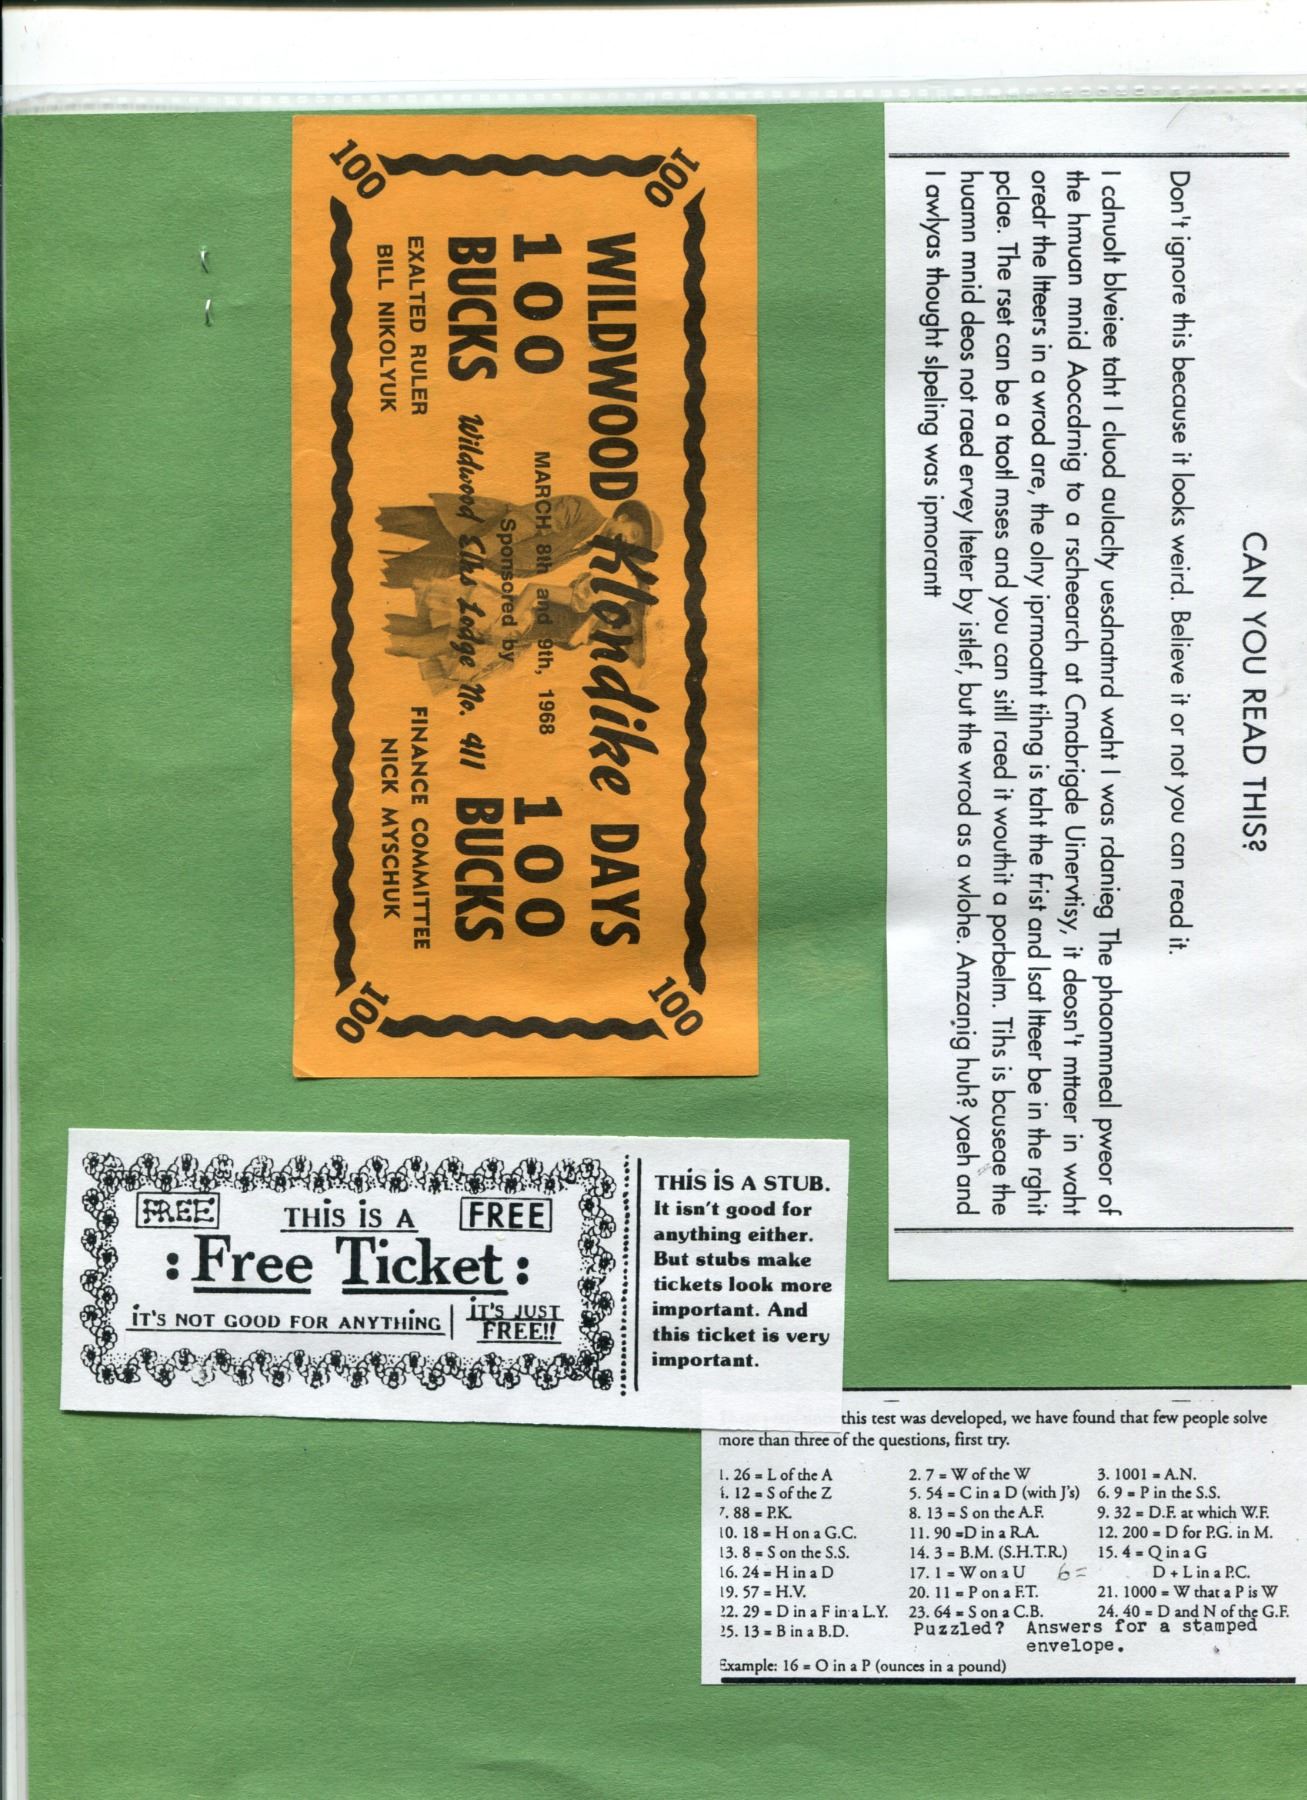 CAN YOU READ THIS?
Don't ignore this because it looks weird. Believe it or not you can read it.
I cdnuolt blveiee taht I cluod aulaclty uesdnatnrd waht I was rdanieg The phaonmneal pweor of
the hmuan mnid Aoccdrnig to a rscheearch at Cmabrigde Uinervtisy, it deosn't mttaer in waht
oredr the ltteers in a wrod are, the olny iprmoatnt tihng is taht the frist and lsat ltteer be in the rghit
pclae. The rset can be a taotl mses and you can sitll raed it wouthit a porbelm. Tihs is bcuseae the
huamn mnid deos not raed ervey lteter by istlef, but the wrod as a wlohe. Amzanig huh? yaeh and
I awlyas thought slpeling was ipmorantt
100
100
WILDWOOD Klondike DAYS
100
MARCH 8th and 9th, 1968
100
BUCKS
Sponsored by
Wildwood Elks Lodge No. 411
BUCKS
EXALTED RULER
BILL NIKOLYUK
FINANCE COMMITTEE
NICK MYSCHUK
100
100
FREE
THIS IS A
FREE
: Free Ticket :
IT'S NOT GOOD FOR ANYTHING
IT'S JUST
FREE!!
THIS IS A STUB.
It isn't good for
anything either.
But stubs make
tickets look more
important. And
this ticket is very
important.
this test was developed, we have found that few people solve
more than three of the questions, first try.
1. 26 = L of the A 2. 7 = W of the W 3. 1001 = A.N.
. 12 = S of the Z 5. 54 = C in a D (with J's) 6. 9 = P in the S.S.
7. 88 = P.K. 8. 13 = S on the A.F. 9. 32 = D.F. at which W.F.
10. 18 = H on a G.C. 11. 90 =D in a R.A. 12. 200 = D for P.G. in M.
13. 8 = S on the S.S. 14. 3 = B.M. (S.H.T.R.) 15. 4 = Q in a G
16. 24 = H in a D 17. 1 = W on a U 6= D + L in a P.C.
19. 57 = H.V. 20. 11 = P on a F.T. 21. 1000 = W that a P is W
22. 29 = D in a F in a L.Y. 23. 64 = S on a C.B. 24. 40 = D and N of the G.F.
25. 13 = B in a B.D. Puzzled? Answers for a stamped
envelope.
Example: 16 = O in a P (ounces in a pound)